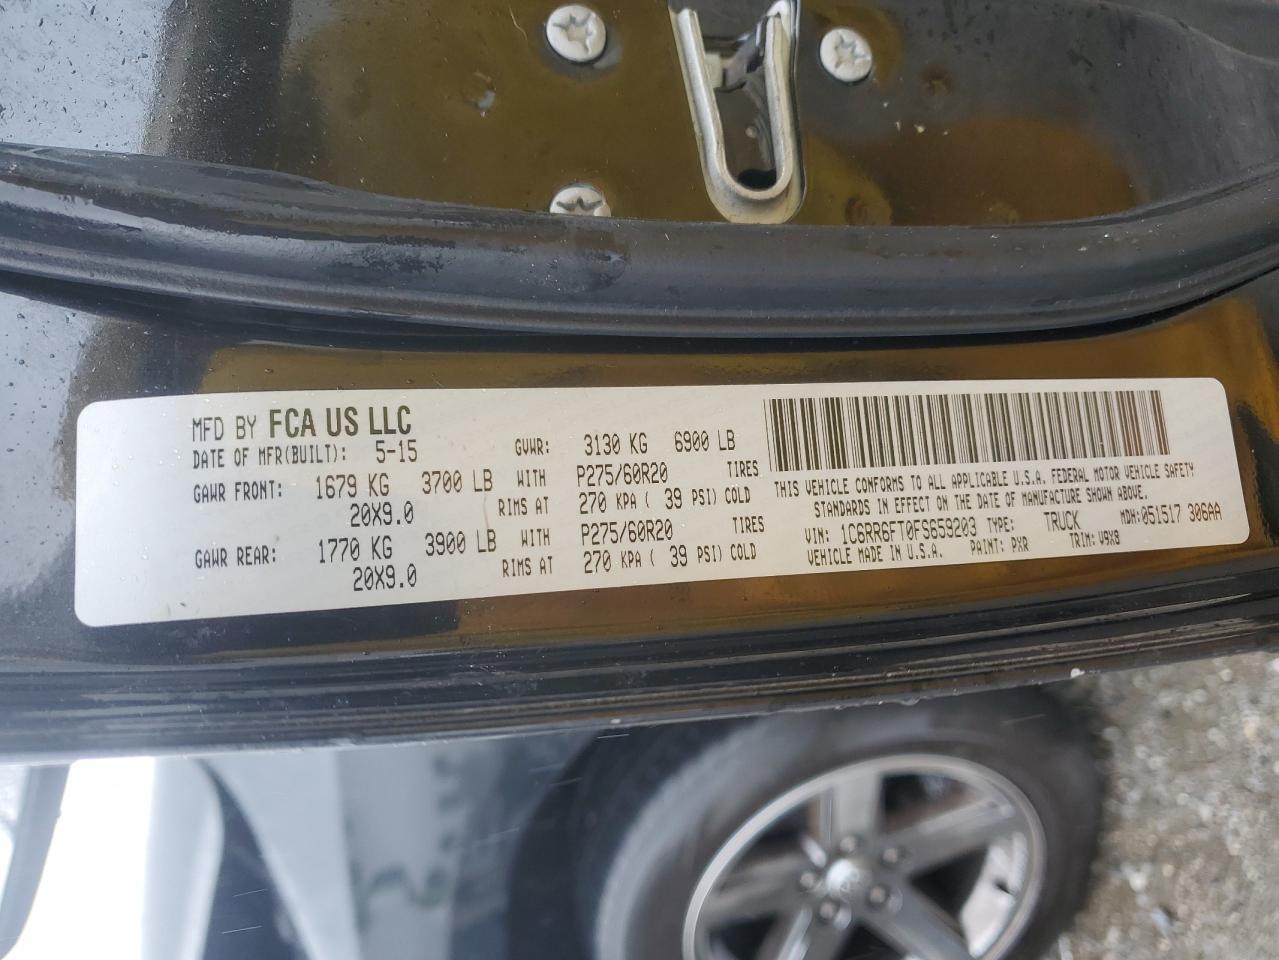 MFD BY FCA US LLC
DATE OF MFR(BUILT): 5-15 GVWR: 3130 KG 6900 LB
GAWR FRONT: 1679 KG 3700 LB WITH P275/60R20 TIRES
20X9.0 RIMS AT 270 KPA ( 39 PSI) COLD
GAWR REAR: 1770 KG 3900 LB WITH P275/60R20 TIRES
20X9.0 RIMS AT 270 KPA ( 39 PSI) COLD
THIS VEHICLE CONFORMS TO ALL APPLICABLE U.S.A. FEDERAL MOTOR VEHICLE SAFETY
STANDARDS IN EFFECT ON THE DATE OF MANUFACTURE SHOWN ABOVE.
VIN: 1C6RR6FT0FS659203 TYPE: TRUCK MDH: 051517 306AA
VEHICLE MADE IN U.S.A. PAINT: PXR TRIM: V9X9